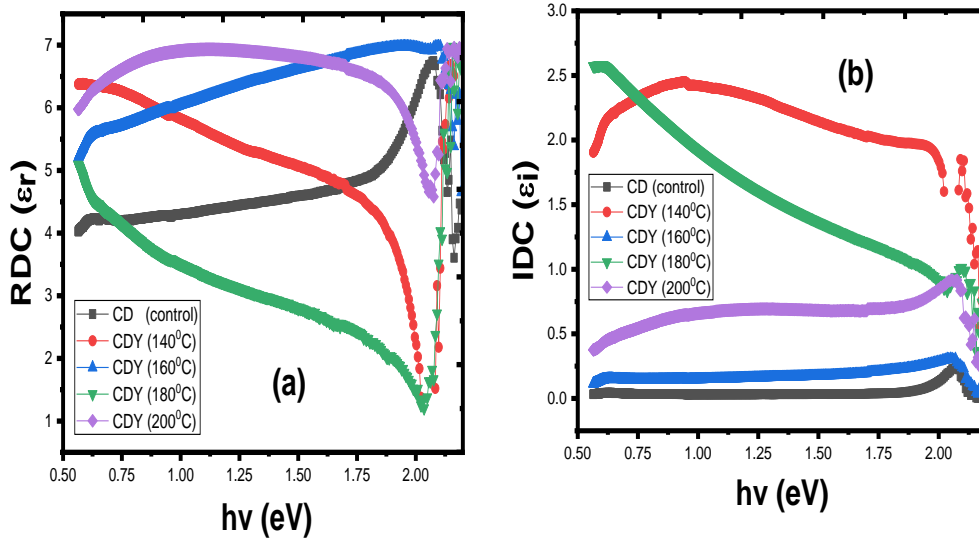 7
6
5
4
3
2
1
RDC (εr)
CD (control)
CDY (140⁰C)
CDY (160⁰C)
CDY (180⁰C)
CDY (200⁰C)
(a)
0.50 0.75 1.00 1.25 1.50 1.75 2.00
hv (eV)
3.0
2.5
2.0
1.5
1.0
0.5
0.0
IDC (εi)
(b)
CD (control)
CDY (140⁰C)
CDY (160⁰C)
CDY (180⁰C)
CDY (200⁰C)
0.50 0.75 1.00 1.25 1.50 1.75 2.00
hv (eV)